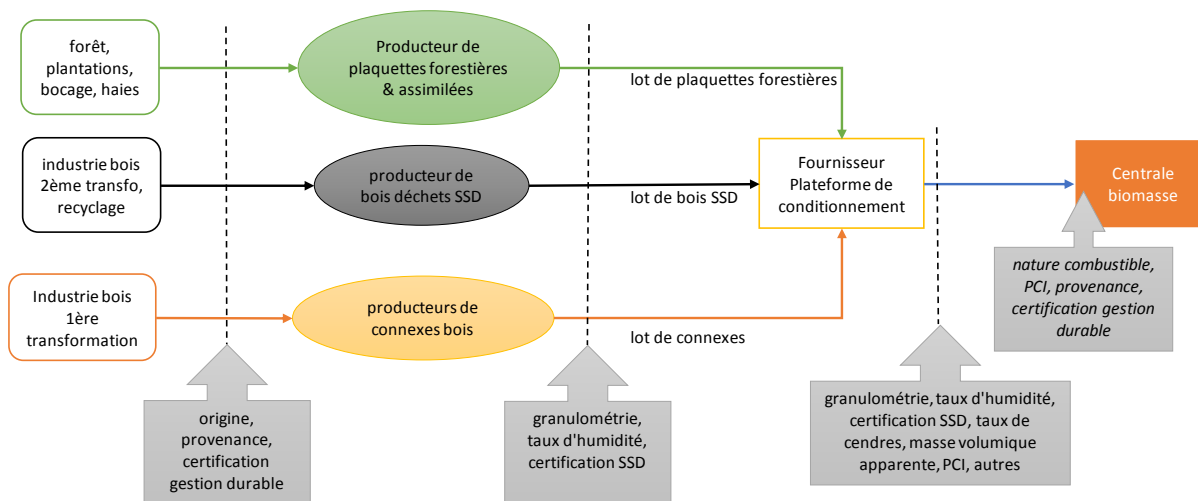 forêt,
plantations,
bocage, haies
Producteur de
plaquettes forestières
& assimilées
lot de plaquettes forestières
industrie bois
2ème transfo,
recyclage
producteur de
bois déchets SSD
lot de bois SSD
Fournisseur
Plateforme de
conditionnement
Centrale
biomasse
Industrie bois
1ère
transformation
producteurs de
connexes bois
lot de connexes
nature combustible,
PCI, provenance,
certification gestion
durable
origine,
provenance,
certification
gestion durable
granulométrie,
taux d'humidité,
certification SSD
granulométrie, taux d'humidité,
certification SSD, taux de
cendres, masse volumique
apparente, PCI, autres